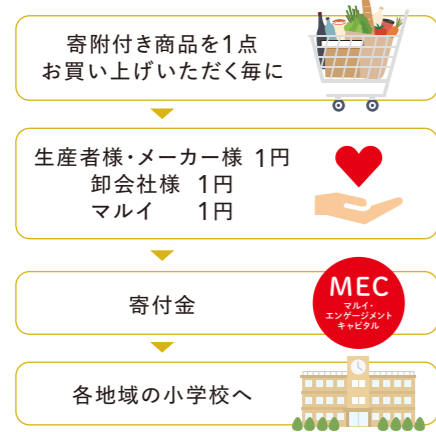 寄附付き商品を1点
お買い上げいただく毎に
生産者様・メーカー様 1円
卸会社様 1円
マルイ 1円
寄付金
MEC
マルイ・
エンゲージメント
キャピタル
各地域の小学校へ